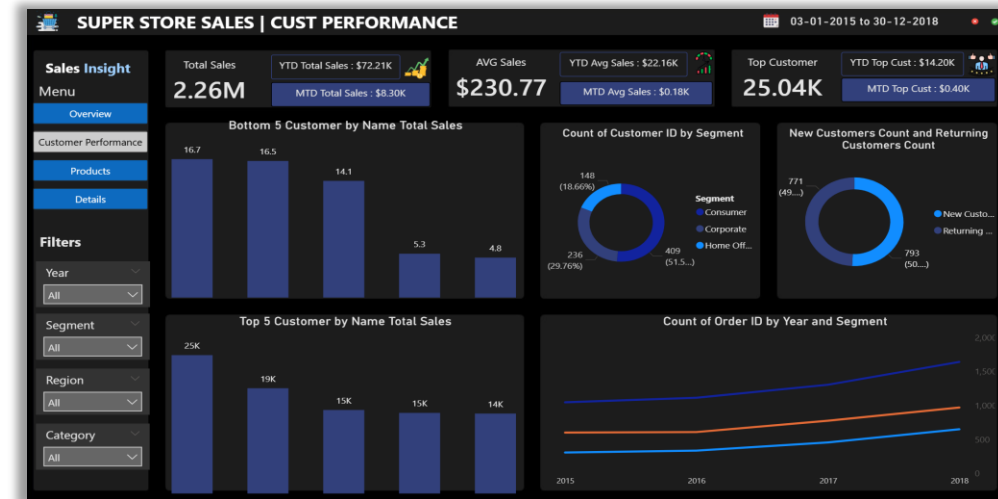 SUPER STORE SALES | CUST PERFORMANCE
03-01-2015 to 30-12-2018
Sales Insight
Menu
Overview
Customer Performance
Products
Details
Filters
Year
All
Segment
All
Region
All
Category
All
Total Sales
2.26M
YTD Total Sales : $72.21K
MTD Total Sales : $8.30K
AVG Sales
$230.77
YTD Avg Sales : $22.16K
MTD Avg Sales : $0.18K
Top Customer
25.04K
YTD Top Cust : $14.20K
MTD Top Cust : $0.40K
Bottom 5 Customer by Name Total Sales
16.7
16.5
14.1
5.3
4.8
Count of Customer ID by Segment
148
(18.66%)
236
(29.76%)
409
(51.5...)
Segment
Consumer
Corporate
Home Off...
New Customers Count and Returning
Customers Count
771
(49....)
793
(50....)
New Custo...
Returning ...
Top 5 Customer by Name Total Sales
25K
19K
15K
15K
14K
Count of Order ID by Year and Segment
1,500
1,000
500
0
2015
2016
2017
2018